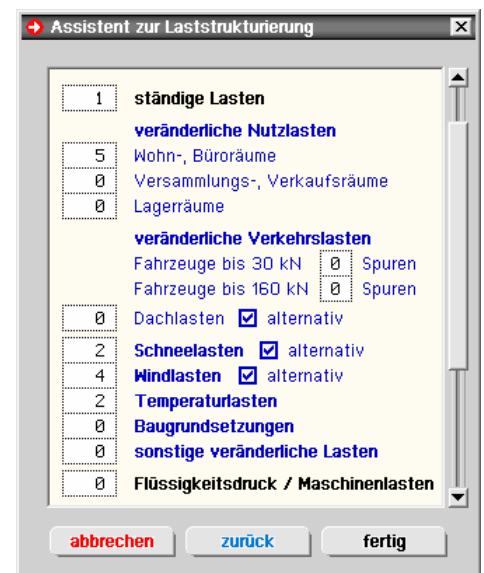 Assistent zur Laststrukturierung
1 ständige Lasten
veränderliche Nutzlasten
5 Wohn-, Büroräume
0 Versammlungs-, Verkaufsräume
0 Lagerräume
veränderliche Verkehrslasten
Fahrzeuge bis 30 kN 0 Spuren
Fahrzeuge bis 160 kN 0 Spuren
0 Dachlasten alternativ
2 Schneelasten alternativ
4 Windlasten alternativ
2 Temperaturlasten
0 Baugrundsetzungen
0 sonstige veränderliche Lasten
0 Flüssigkeitsdruck / Maschinenlasten
abbrechen zurück fertig